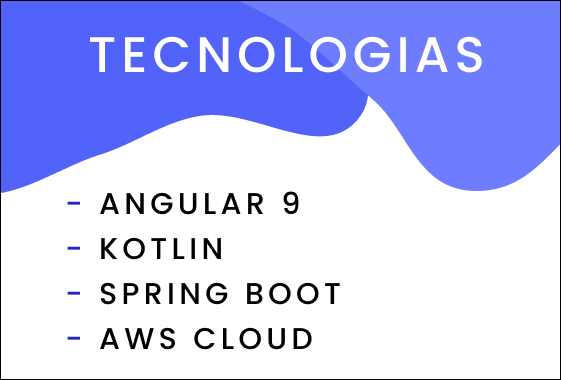 TECNOLOGIAS
- ANGULAR 9
- KOTLIN
- SPRING BOOT
- AWS CLOUD